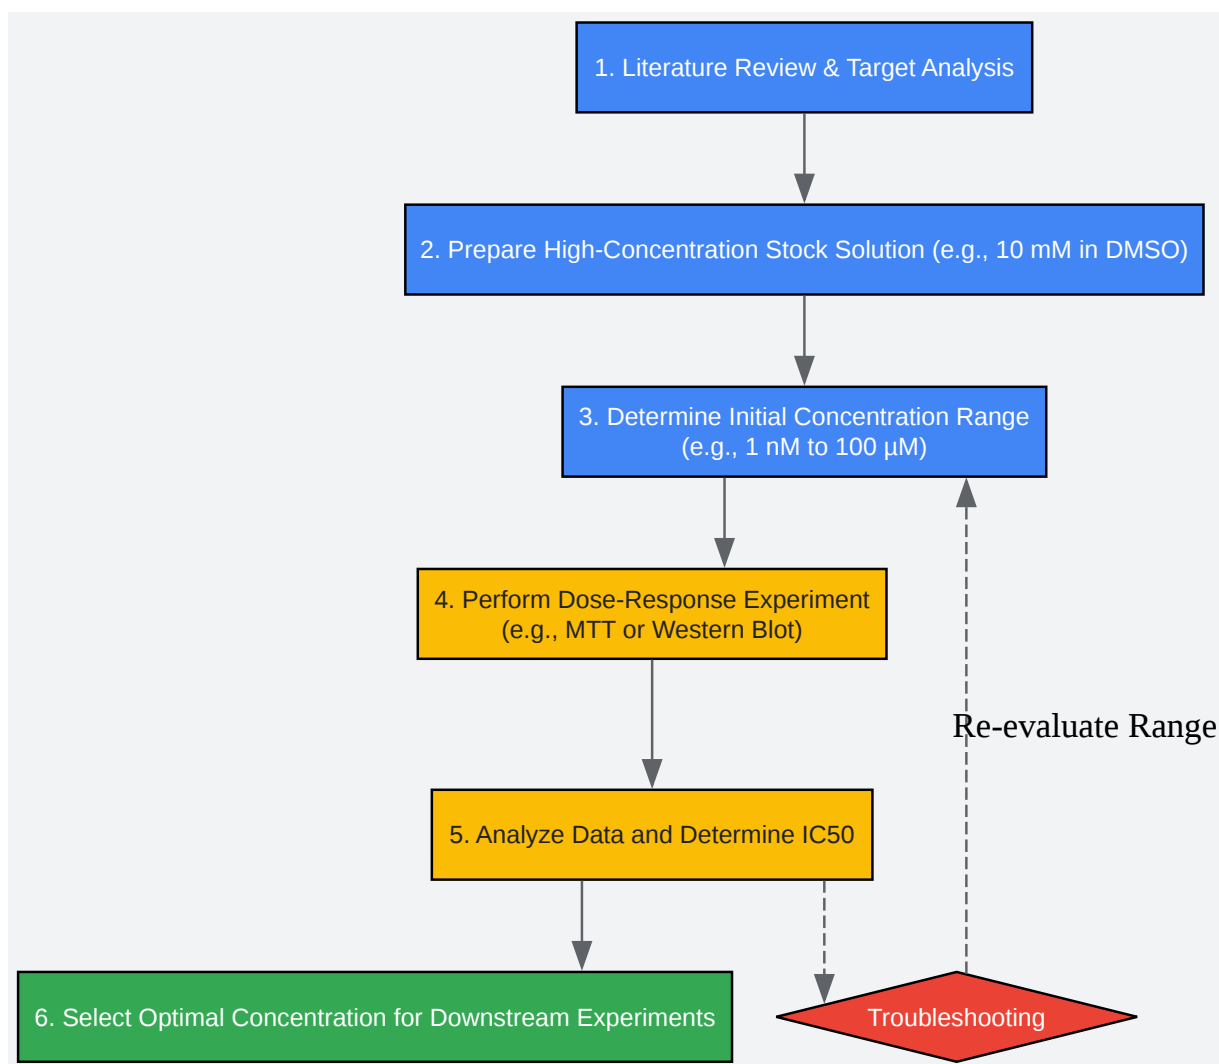 1. Literature Review & Target Analysis
2. Prepare High-Concentration Stock Solution (e.g., 10 mM in DMSO)
3. Determine Initial Concentration Range
(e.g., 1 nM to 100 µM)
4. Perform Dose-Response Experiment
(e.g., MTT or Western Blot)
Re-evaluate Range
5. Analyze Data and Determine IC50
6. Select Optimal Concentration for Downstream Experiments
Troubleshooting